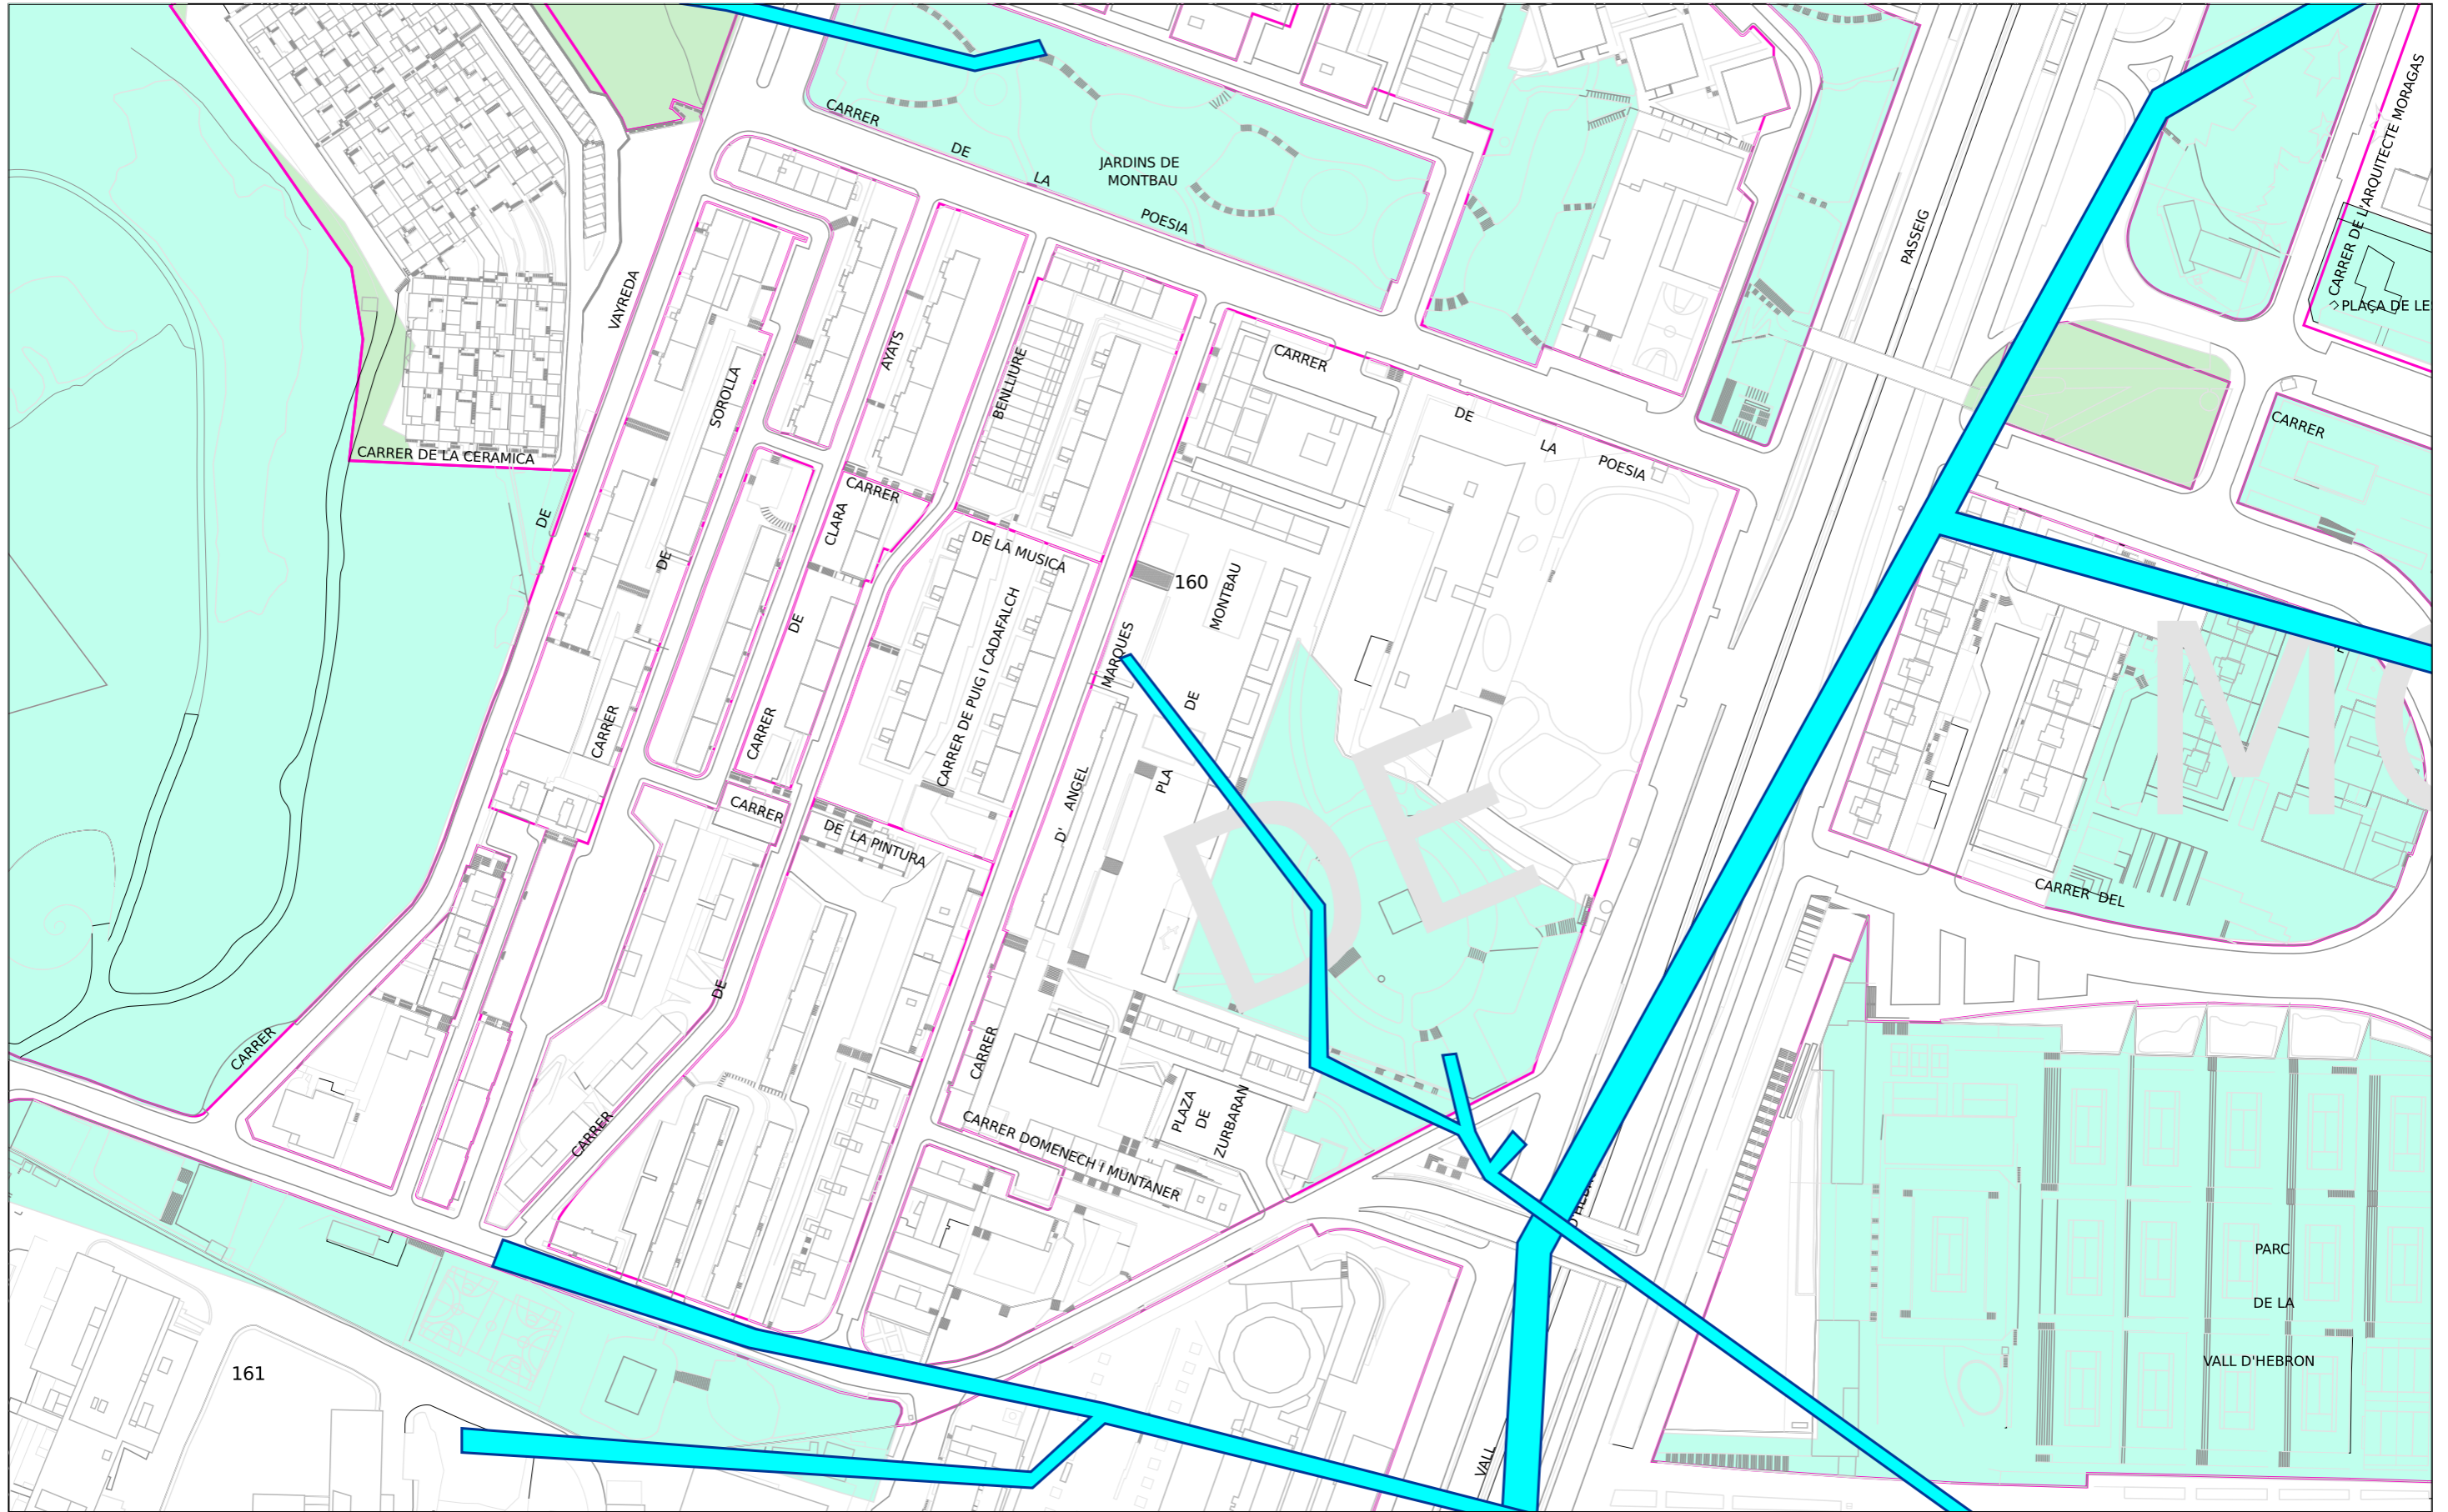 CARRER
DE
LA
POESIA
JARDINS DE
MONTBAU
PASSEIG
CARRER DE L'ARQUITECTE MORAGAS
PLAÇA DE LE
CARRER
VAYREDA
DE
CARRER
CARRER DE LA CERAMICA
SOROLLA
DE
CARRER
AYATS
CLARA
DE
CARRER
DE
CARRER
BENLLIURE
CARRER
DE LA MUSICA
CARRER
DE
LA
POESIA
160
MONTBAU
DE
PLA
MARQUES
ANGEL
D'
CARRER
CARRER DE PUIG I CADAFALCH
CARRER
DE LA PINTURA
DE
CARRER DEL
CARRER DOMENECH I MUNTANER
PLAZA
DE
ZURBARAN
VALL
PARC
DE LA
VALL D'HEBRON
161